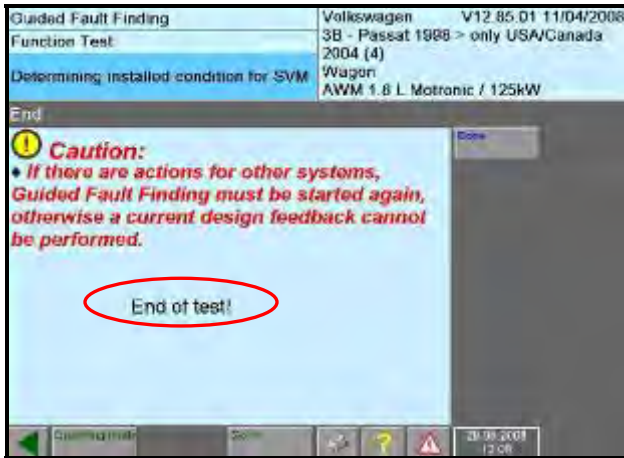 Guided Fault Finding
Function Test
Determining installed condition for SVM
Volkswagen V12.85.01 11/04/2008
3B - Passat 1998 > only USA/Canada
2004 (4)
Wagon
AWM 1.8 L Motronic / 125kW
End
Caution:
• If there are actions for other systems,
Guided Fault Finding must be started again,
otherwise a current design feedback cannot
be performed.
End of test!
Done
Operating mode